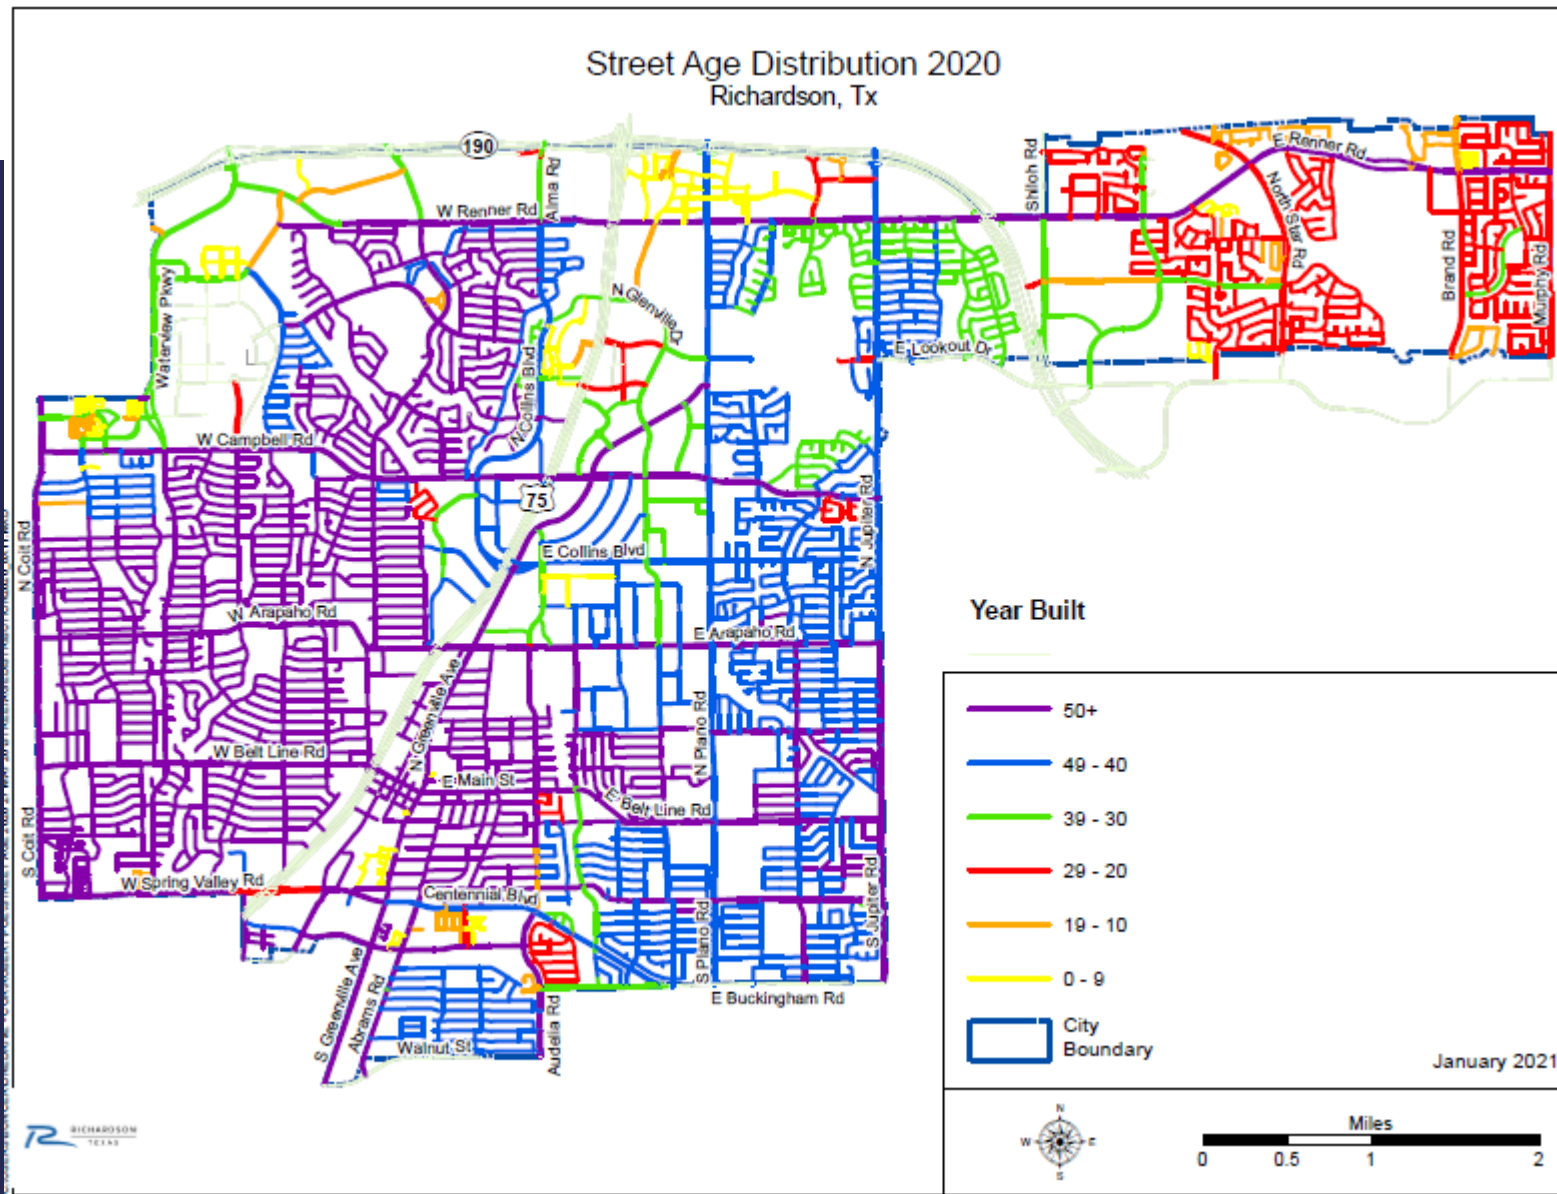 Street Age Distribution 2020
Richardson, Tx
190
Alma Rd
W Renner Rd
Shiloh Rd
E Renner Rd
North Star Rd
Brand Rd
Murphy Rd
Waterview Pkwy
N Glenville Dr
N Collins Blvd
E Lookout Dr
W Campbell Rd
75
N Jupiter Rd
N Coit Rd
E Collins Blvd
W Arapaho Rd
E Arapaho Rd
N Greenville Ave
N Plano Rd
W Belt Line Rd
E Main St
E Belt Line Rd
S Coit Rd
W Spring Valley Rd
Centennial Blvd
S Plano Rd
S Jupiter Rd
S Greenville Ave
Abrams Rd
Audelia Rd
E Buckingham Rd
Walnut St
Year Built
50+
49 - 40
39 - 30
29 - 20
19 - 10
0 - 9
City
Boundary
January 2021
N
W
E
S
Miles
0
0.5
1
2
RICHARDSON
TEXAS